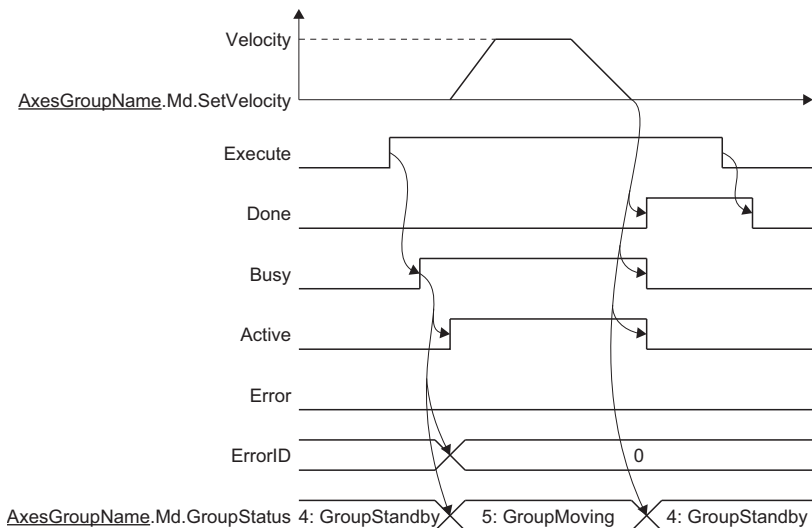 Velocity
AxesGroupName.Md.SetVelocity
Execute
Done
Busy
Active
Error
ErrorID
0
AxesGroupName.Md.GroupStatus 4: GroupStandby 5: GroupMoving 4: GroupStandby